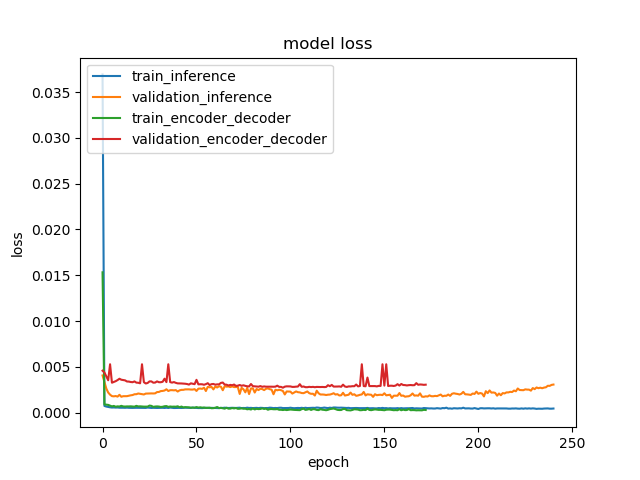 model loss
train_inference
validation_inference
train_encoder_decoder
validation_encoder_decoder
0.035
0.030
0.025
0.020
0.015
0.010
0.005
0.000
loss
0 50 100 150 200 250
epoch